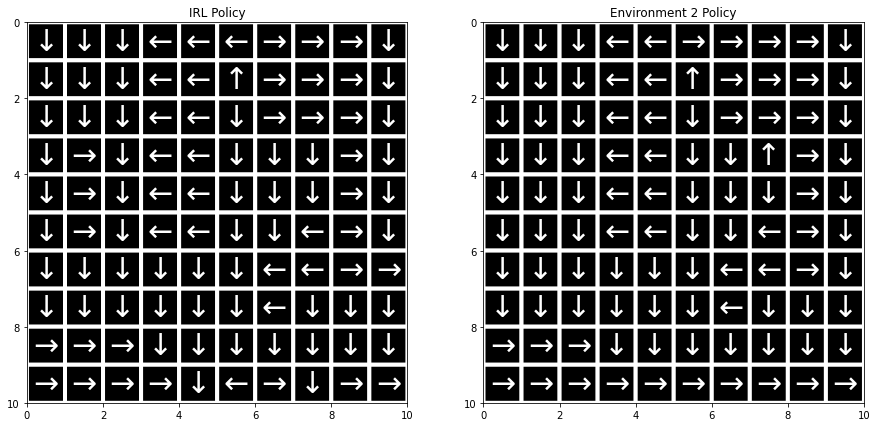 IRL Policy
Environment 2 Policy
0
2
4
6
8
10
0
2
4
6
8
10
↓ ↓ ↓ ← ← ← → → → ↓
↓ ↓ ↓ ← ← ↑ → → → ↓
↓ ↓ ↓ ← ← ↓ → → → ↓
↓ → ↓ ← ← ↓ ↓ ↓ → ↓
↓ → ↓ ← ← ↓ ↓ ↓ → ↓
↓ → ↓ ← ← ↓ ↓ ← → ↓
↓ ↓ ↓ ↓ ↓ ↓ ← ← → →
↓ ↓ ↓ ↓ ↓ ↓ ← ↓ ↓ ↓
→ → → ↓ ↓ ↓ ↓ ↓ ↓ ↓
→ → → → ↓ ← → ↓ → →
0 2 4 6 8 10
↓ ↓ ↓ ← ← → → → → ↓
↓ ↓ ↓ ← ← ↑ → → → ↓
↓ ↓ ↓ ← ← ↓ → → → ↓
↓ ↓ ↓ ← ← ↓ ↓ ↑ → ↓
↓ ↓ ↓ ← ← ↓ ↓ ↓ → ↓
↓ ↓ ↓ ← ← ↓ ↓ ← → ↓
↓ ↓ ↓ ↓ ↓ ↓ ← ← → ↓
↓ ↓ ↓ ↓ ↓ ↓ ← ↓ ↓ ↓
→ → → ↓ ↓ ↓ ↓ ↓ ↓ ↓
→ → → → → → → → → →
0 2 4 6 8 10